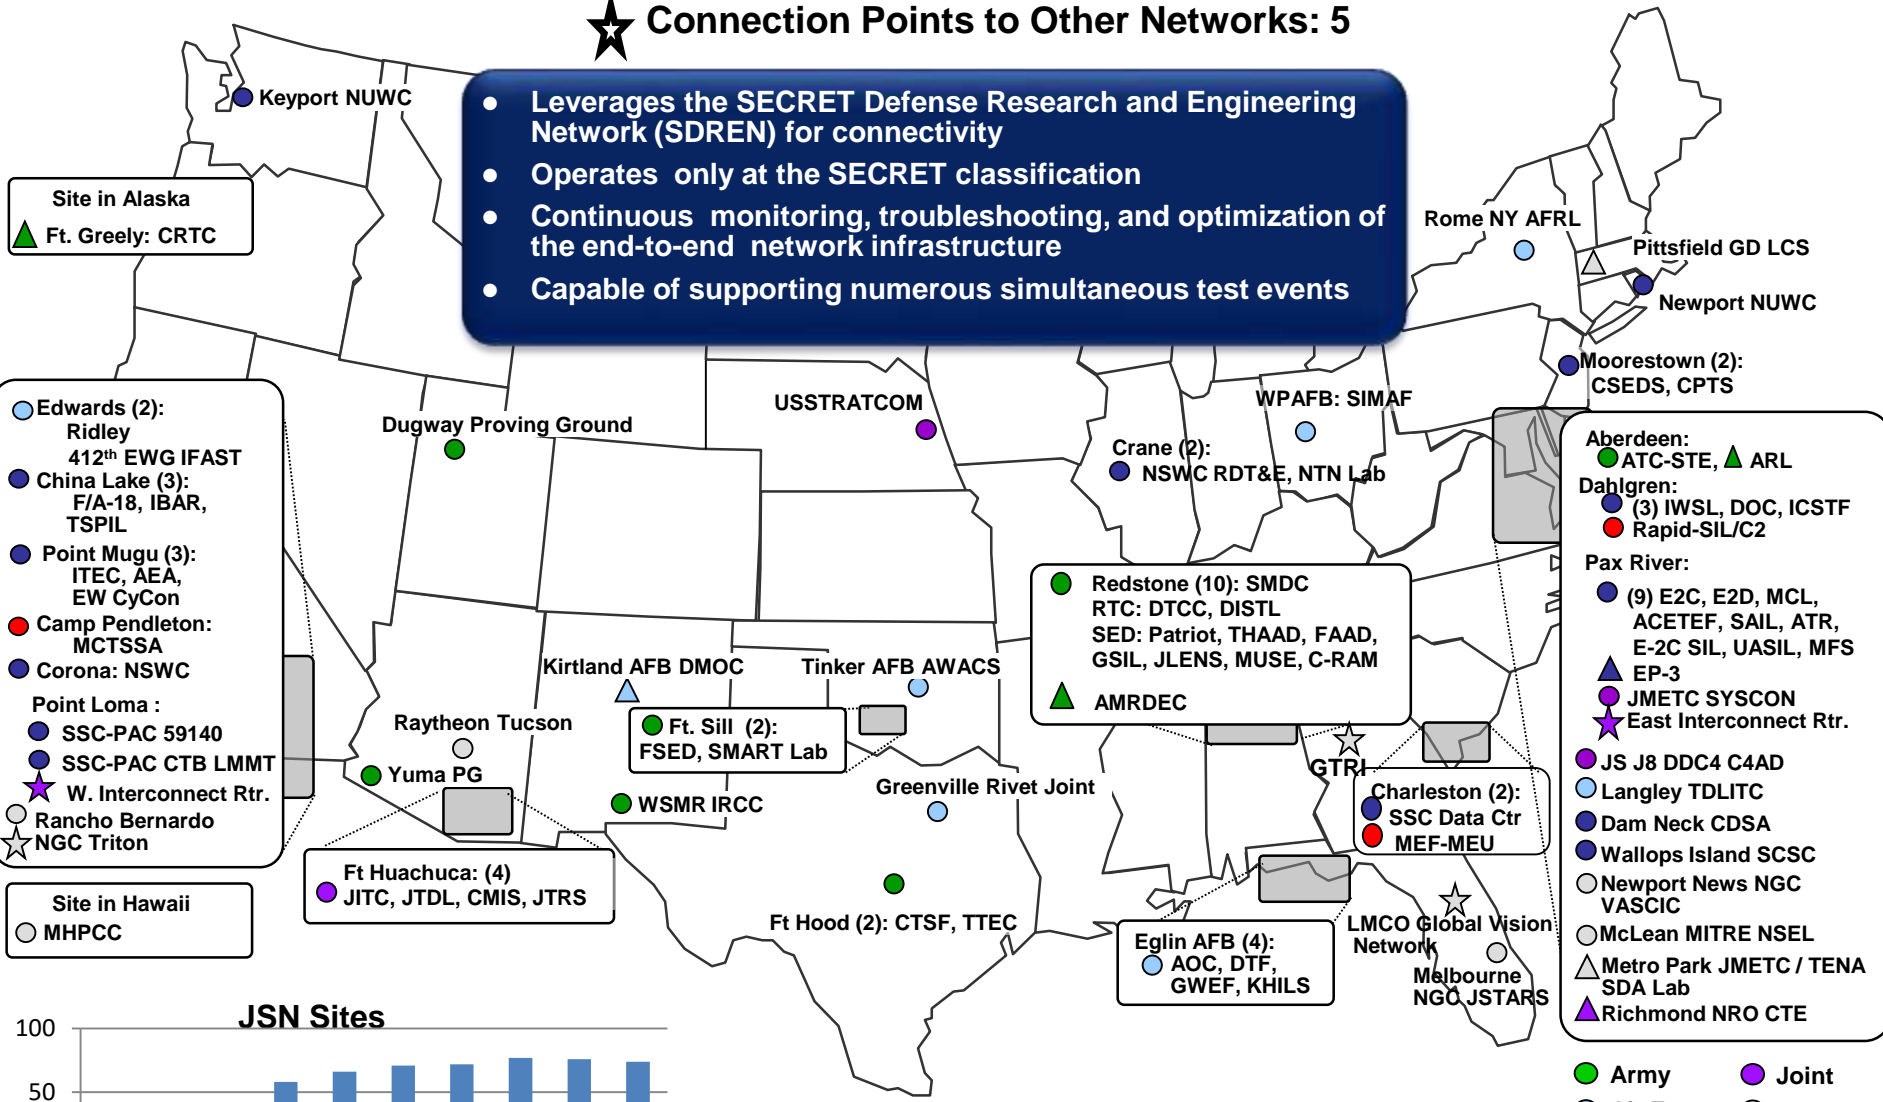 Connection Points to Other Networks: 5
● Leverages the SECRET Defense Research and Engineering
Network (SDREN) for connectivity
● Operates only at the SECRET classification
● Continuous monitoring, troubleshooting, and optimization of
the end-to-end network infrastructure
● Capable of supporting numerous simultaneous test events
Keyport NUWC
Site in Alaska
Ft. Greely: CRTC
Rome NY AFRL
Pittsfield GD LCS
Newport NUWC
Moorestown (2):
CSEDS, CPTS
Edwards (2):
Ridley
412th EWG IFAST
China Lake (3):
F/A-18, IBAR,
TSPIL
Point Mugu (3):
ITEC, AEA,
EW CyCon
Camp Pendleton:
MCTSSA
Corona: NSWC
Point Loma :
SSC-PAC 59140
SSC-PAC CTB LMMT
W. Interconnect Rtr.
Rancho Bernardo
NGC Triton
Site in Hawaii
MHPCC
Dugway Proving Ground
USSTRATCOM
WPAFB: SIMAF
Crane (2):
NSWC RDT&E, NTN Lab
Redstone (10): SMDC
RTC: DTCC, DISTL
SED: Patriot, THAAD, FAAD,
GSIL, JLENS, MUSE, C-RAM
AMRDEC
Kirtland AFB DMOC
Tinker AFB AWACS
Ft. Sill (2):
FSED, SMART Lab
Raytheon Tucson
Yuma PG
WSMR IRCC
Greenville Rivet Joint
GTRI
Charleston (2):
SSC Data Ctr
MEF-MEU
Ft Huachuca: (4)
JITC, JTDL, CMIS, JTRS
Ft Hood (2): CTSF, TTEC
Eglin AFB (4):
AOC, DTF,
GWEF, KHILS
LMCO Global Vision
Network
Melbourne
NGC JSTARS
Aberdeen:
ATC-STE, ARL
Dahlgren:
(3) IWSL, DOC, ICSTF
Rapid-SIL/C2
Pax River:
(9) E2C, E2D, MCL,
ACETEF, SAIL, ATR,
E-2C SIL, UASIL, MFS
EP-3
JMETC SYSCON
East Interconnect Rtr.
JS J8 DDC4 C4AD
Langley TDLITC
Dam Neck CDSA
Wallops Island SCSC
Newport News NGC
VASCIC
McLean MITRE NSEL
Metro Park JMETC / TENA
SDA Lab
Richmond NRO CTE
JSN Sites
100
50
Army
Joint